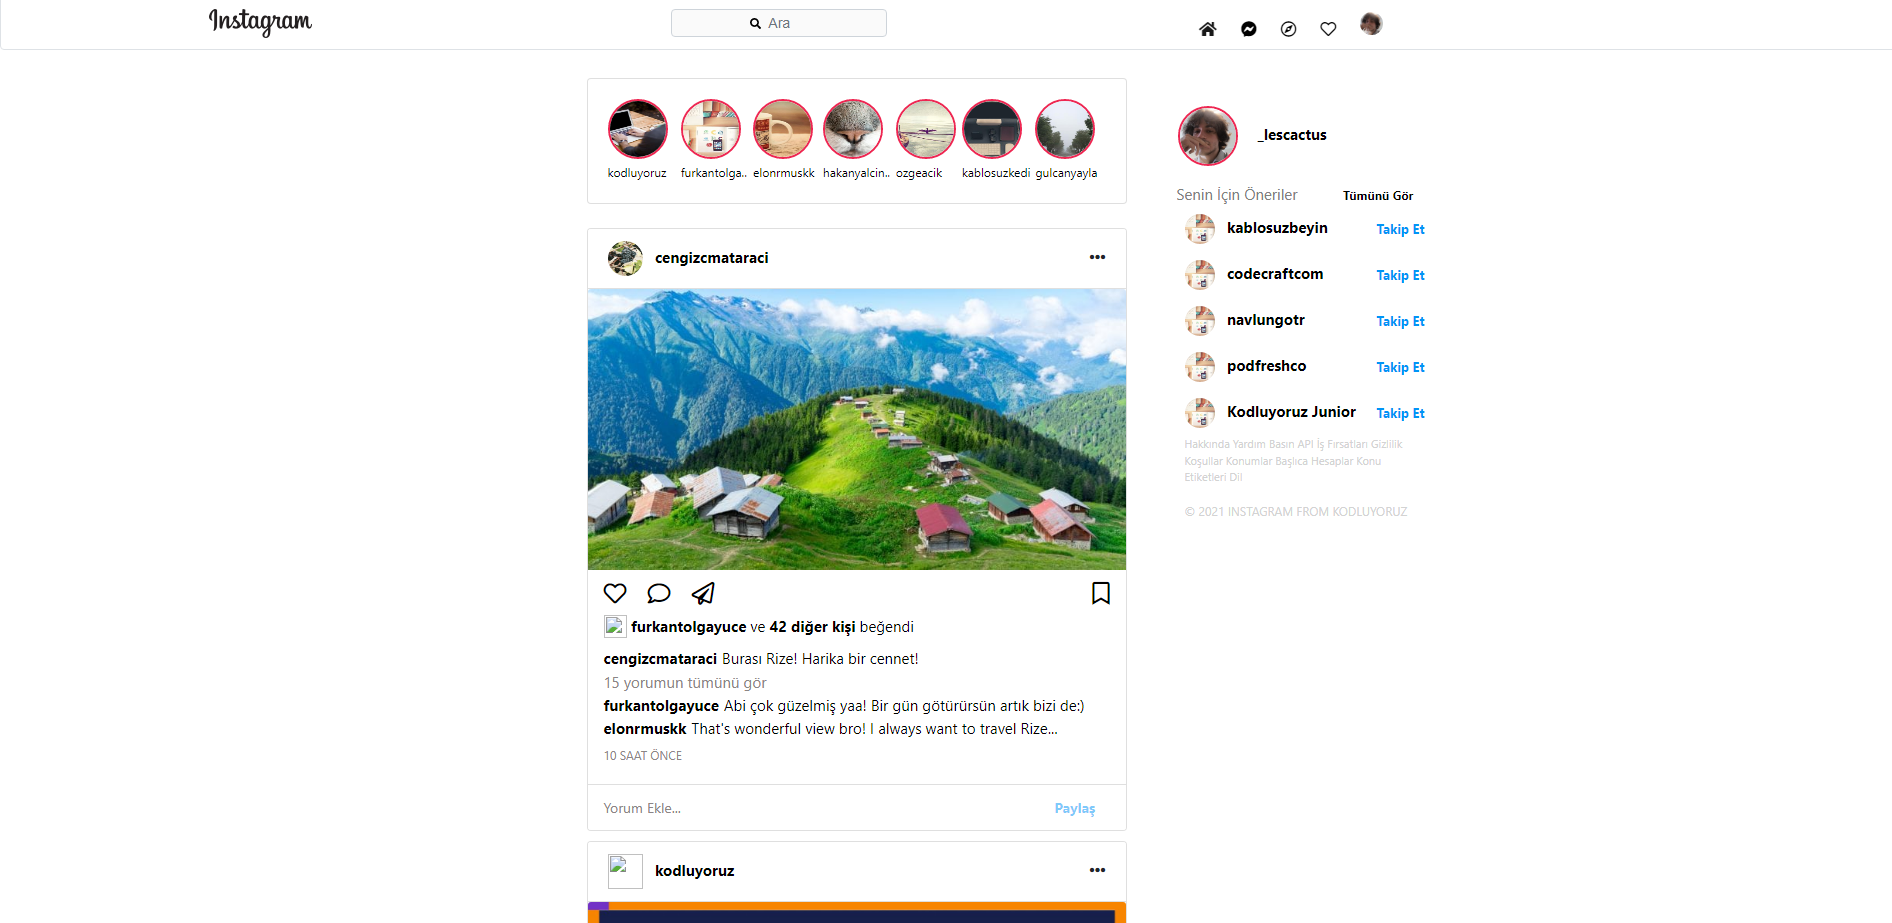 Instagram
Ara
kodluyoruz furkantolga.. elonrmuskk hakanyalcin.. ozgeacik kablosuzkedi gulcanyayla
_lescactus
Senin İçin Öneriler Tümünü Gör
kablosuzbeyin Takip Et
codecraftcom Takip Et
navlungotr Takip Et
podfreshco Takip Et
Kodluyoruz Junior Takip Et
Hakkında Yardım Basın API İş Fırsatları Gizlilik
Koşullar Konumlar Başlıca Hesaplar Konu
Etiketleri Dil
© 2021 INSTAGRAM FROM KODLUYORUZ
cengizcmataraci
furkantolgayuce ve 42 diğer kişi beğendi
cengizcmataraci Burası Rize! Harika bir cennet!
15 yorumun tümünü gör
furkantolgayuce Abi çok güzelmiş yaa! Bir gün götürürsün artık bizi de:)
elonrmuskk That's wonderful view bro! I always want to travel Rize...
10 SAAT ÖNCE
Yorum Ekle... Paylaş
kodluyoruz